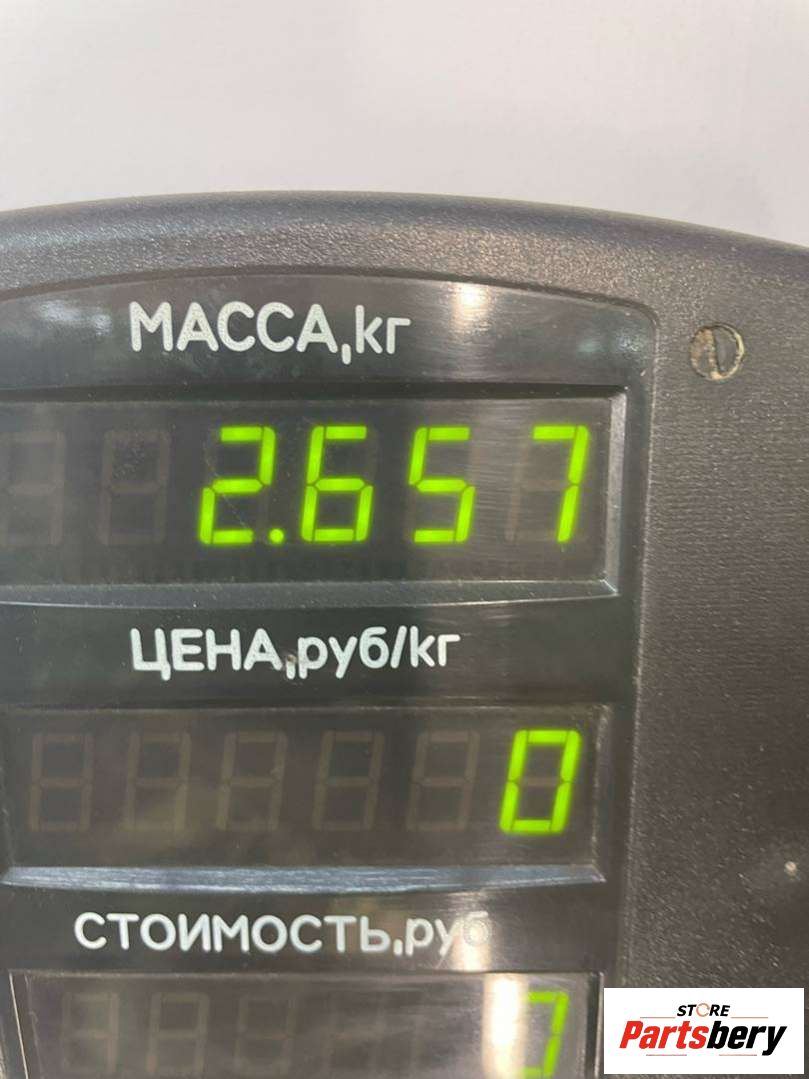 МАССА,кг
2.657
ЦЕНА,руб/кг
0
СТОИМОСТЬ,руб
STORE
Partsbery